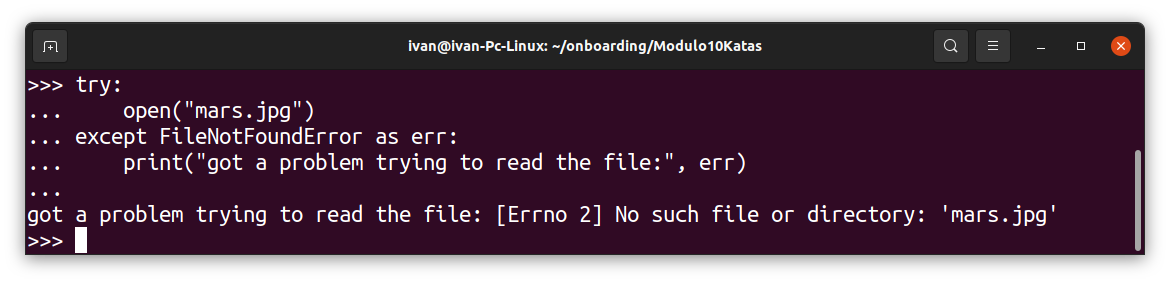 ivan@ivan-Pc-Linux: ~/onboarding/Modulo10Katas
>>> try:
...     open("mars.jpg")
... except FileNotFoundError as err:
...     print("got a problem trying to read the file:", err)
...
got a problem trying to read the file: [Errno 2] No such file or directory: 'mars.jpg'
>>>